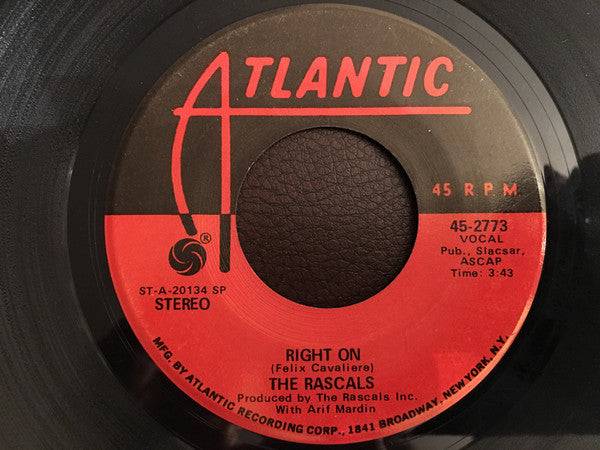 ATLANTIC
45 RPM
®
45-2773
VOCAL
Pub., Slacsar,
ASCAP
Time: 3:43
ST-A-20134 SP
STEREO
RIGHT ON
(Felix Cavaliere)
THE RASCALS
Produced by The Rascals Inc.
With Arif Mardin
MFG. BY ATLANTIC RECORDING CORP., 1841 BROADWAY, NEW YORK, N.Y.